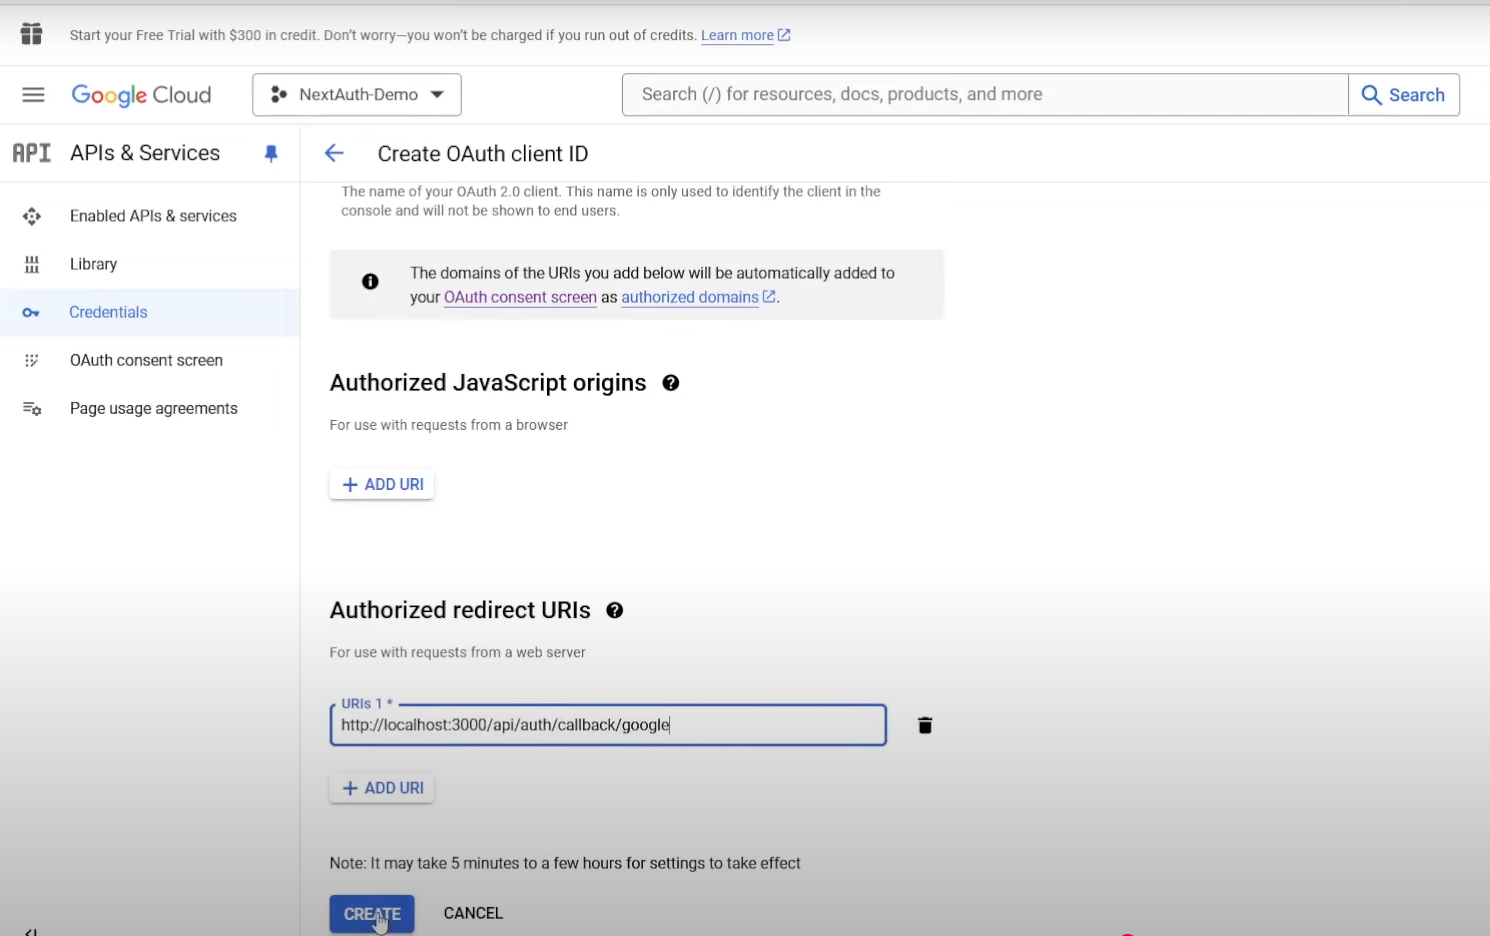 Start your Free Trial with $300 in credit. Don't worry—you won't be charged if you run out of credits. Learn more
Google Cloud
NextAuth-Demo
Search (/) for resources, docs, products, and more
Search
API
APIs & Services
Create OAuth client ID
Enabled APIs & services
Library
Credentials
OAuth consent screen
Page usage agreements
The name of your OAuth 2.0 client. This name is only used to identify the client in the
console and will not be shown to end users.
The domains of the URIs you add below will be automatically added to
your OAuth consent screen as authorized domains.
Authorized JavaScript origins
For use with requests from a browser
+ ADD URI
Authorized redirect URIs
For use with requests from a web server
URIs 1 *
http://localhost:3000/api/auth/callback/google
+ ADD URI
Note: It may take 5 minutes to a few hours for settings to take effect
CREATE
CANCEL